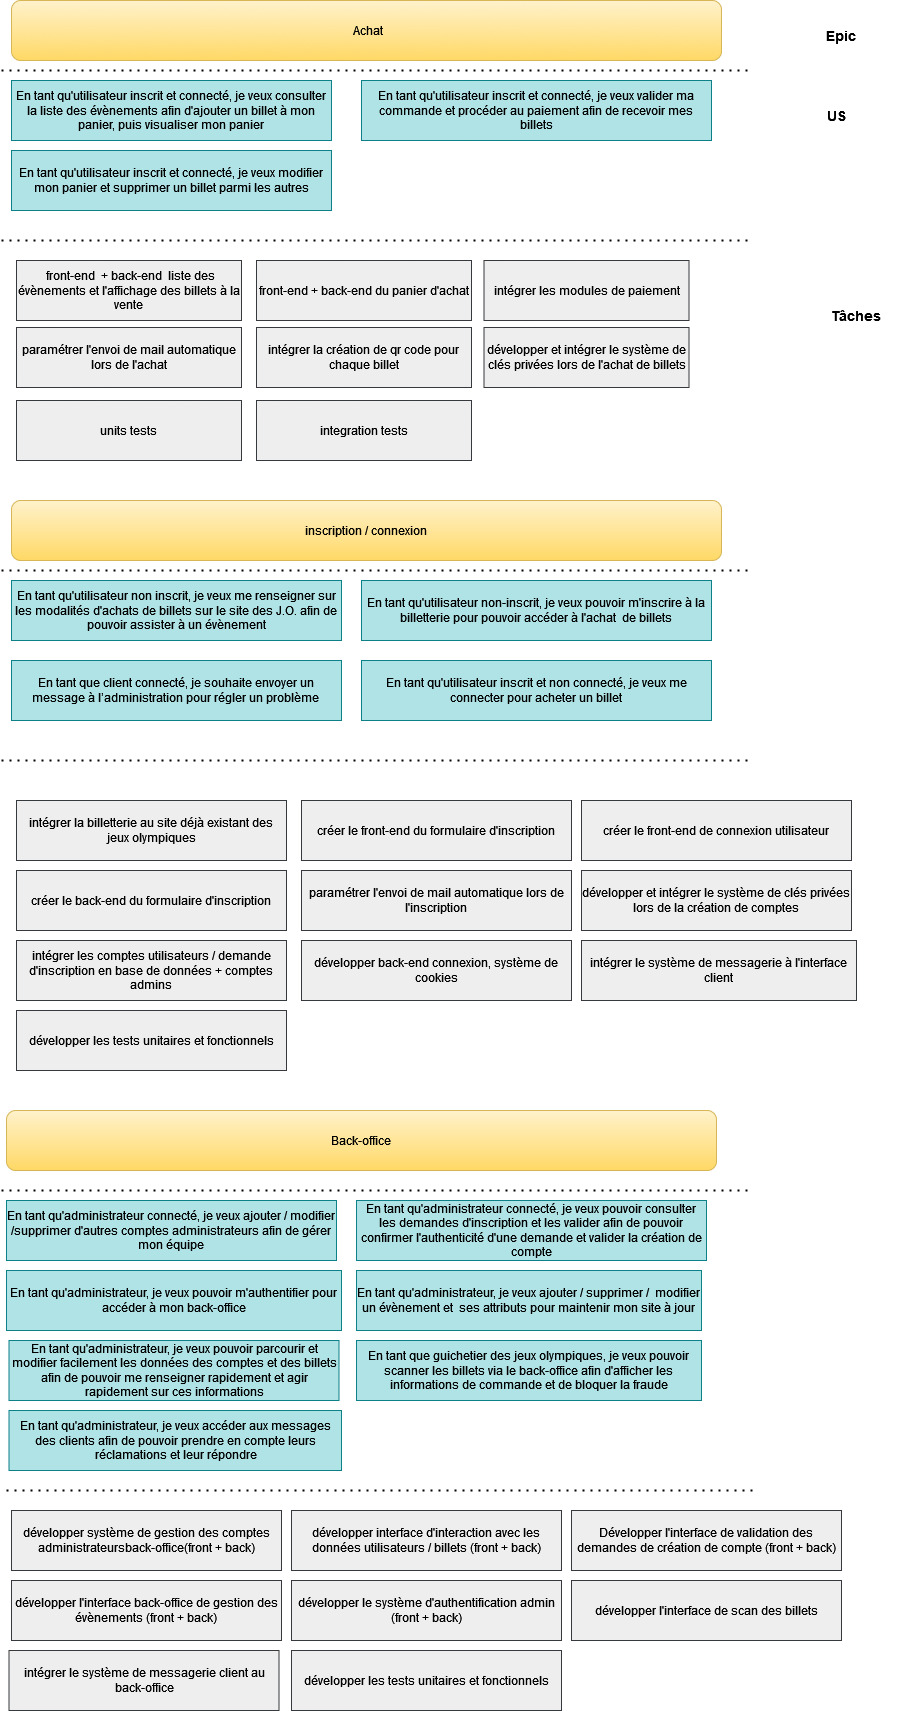 Achat
Epic
En tant qu'utilisateur inscrit et connecté, je veux consulter
la liste des évènements afin d'ajouter un billet à mon
panier, puis visualiser mon panier
En tant qu'utilisateur inscrit et connecté, je veux valider ma
commande et procéder au paiement afin de recevoir mes
billets
US
En tant qu'utilisateur inscrit et connecté, je veux modifier
mon panier et supprimer un billet parmi les autres
front-end + back-end liste des
évènements et l'affichage des billets à la
vente
front-end + back-end du panier d'achat
intégrer les modules de paiement
Tâches
paramétrer l'envoi de mail automatique
lors de l'achat
intégrer la création de qr code pour
chaque billet
développer et intégrer le système de
clés privées lors de l'achat de billets
units tests
integration tests
inscription / connexion
En tant qu'utilisateur non inscrit, je veux me renseigner sur
les modalités d'achats de billets sur le site des J.O. afin de
pouvoir assister à un évènement
En tant qu'utilisateur non-inscrit, je veux pouvoir m'inscrire à la
billetterie pour pouvoir accéder à l'achat de billets
En tant que client connecté, je souhaite envoyer un
message à l'administration pour régler un problème
En tant qu'utilisateur inscrit et non connecté, je veux me
connecter pour acheter un billet
intégrer la billetterie au site déjà existant des
jeux olympiques
créer le front-end du formulaire d'inscription
créer le front-end de connexion utilisateur
créer le back-end du formulaire d'inscription
paramétrer l'envoi de mail automatique lors de
l'inscription
développer et intégrer le système de clés privées
lors de la création de comptes
intégrer les comptes utilisateurs / demande
d'inscription en base de données + comptes
admins
développer back-end connexion, système de
cookies
intégrer le système de messagerie à l'interface
client
développer les tests unitaires et fonctionnels
Back-office
En tant qu'administrateur connecté, je veux ajouter / modifier
/supprimer d'autres comptes administrateurs afin de gérer
mon équipe
En tant qu'administrateur connecté, je veux pouvoir consulter
les demandes d'inscription et les valider afin de pouvoir
confirmer l'authenticité d'une demande et valider la création de
compte
En tant qu'administrateur, je veux pouvoir m'authentifier pour
accéder à mon back-office
En tant qu'administrateur, je veux ajouter / supprimer / modifier
un évènement et ses attributs pour maintenir mon site à jour
En tant qu'administrateur, je veux pouvoir parcourir et
modifier facilement les données des comptes et des billets
afin de pouvoir me renseigner rapidement et agir
rapidement sur ces informations
En tant que guichetier des jeux olympiques, je veux pouvoir
scanner les billets via le back-office afin d'afficher les
informations de commande et de bloquer la fraude
En tant qu'administrateur, je veux accéder aux messages
des clients afin de pouvoir prendre en compte leurs
réclamations et leur répondre
développer système de gestion des comptes
administrateursback-office(front + back)
développer interface d'interaction avec les
données utilisateurs / billets (front + back)
Développer l'interface de validation des
demandes de création de compte (front + back)
développer l'interface back-office de gestion des
évènements (front + back)
développer le système d'authentification admin
(front + back)
développer l'interface de scan des billets
intégrer le système de messagerie client au
back-office
développer les tests unitaires et fonctionnels